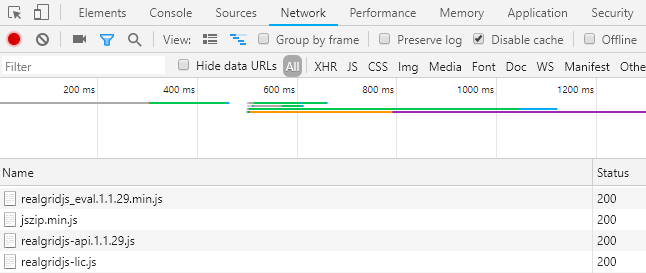 Elements Console Sources Network Performance Memory Application Security
View: Group by frame Preserve log Disable cache Offline
Filter Hide data URLs All XHR JS CSS Img Media Font Doc WS Manifest Othe
200 ms 400 ms 600 ms 800 ms 1000 ms 1200 ms
Name Status
realgridjs_eval.1.1.29.min.js 200
jszip.min.js 200
realgridjs-api.1.1.29.js 200
realgridjs-lic.js 200